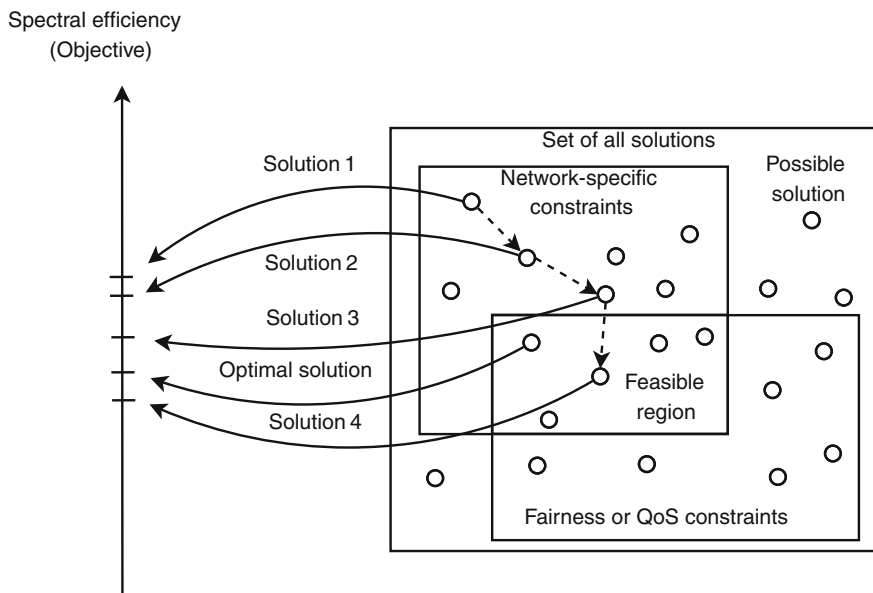 Spectral efficiency
(Objective)
Set of all solutions
Solution 1
Network-specific
constraints
Possible
solution
Solution 2
Solution 3
Optimal solution
Feasible
region
Solution 4
Fairness or QoS constraints